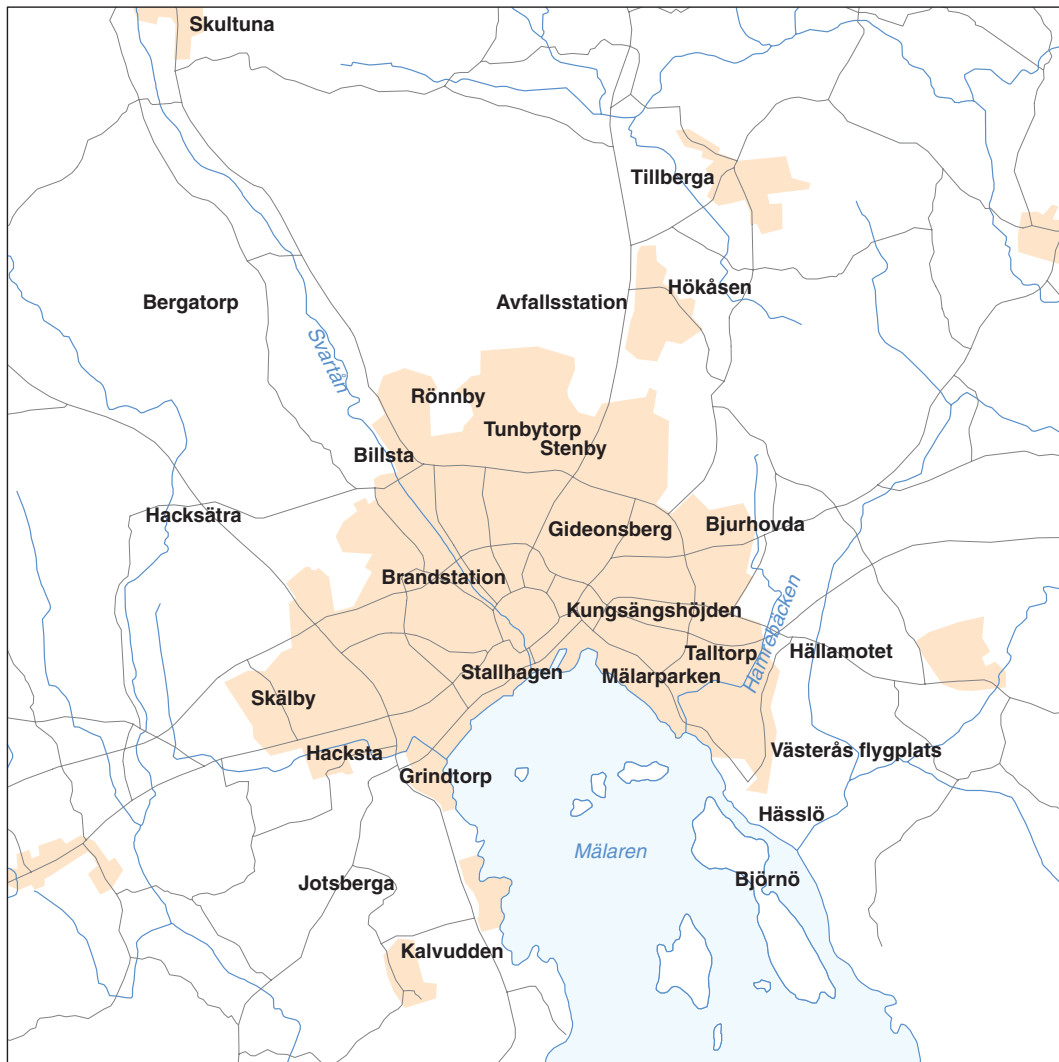 Skultuna
Tillberga
Hökåsen
Bergatorp
Avfallsstation
Svartån
Rönnby
Tunbytorp
Stenby
Billsta
Hacksätra
Gideonsberg
Bjurhovda
Brandstation
Kungsängshöjden
Hamrebäcken
Talltorp
Hällamotet
Stallhagen
Mälarparken
Skälby
Hacksta
Västerås flygplats
Grindtorp
Hässlö
Mälaren
Jotsberga
Björnö
Kalvudden